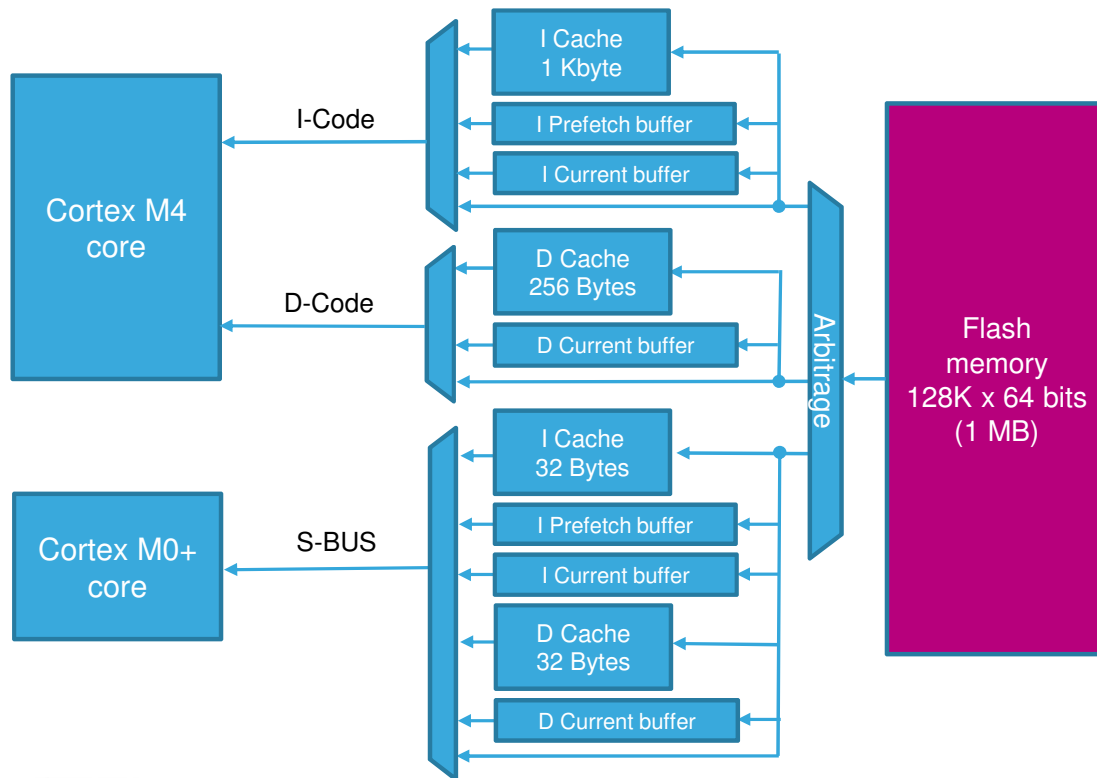 I Cache
1 Kbyte
I-Code
I Prefetch buffer
I Current buffer
Cortex M4
core
D Cache
256 Bytes
D-Code
D Current buffer
Arbitrage
Flash
memory
128K x 64 bits
(1 MB)
I Cache
32 Bytes
I Prefetch buffer
S-BUS
Cortex M0+
core
I Current buffer
D Cache
32 Bytes
D Current buffer